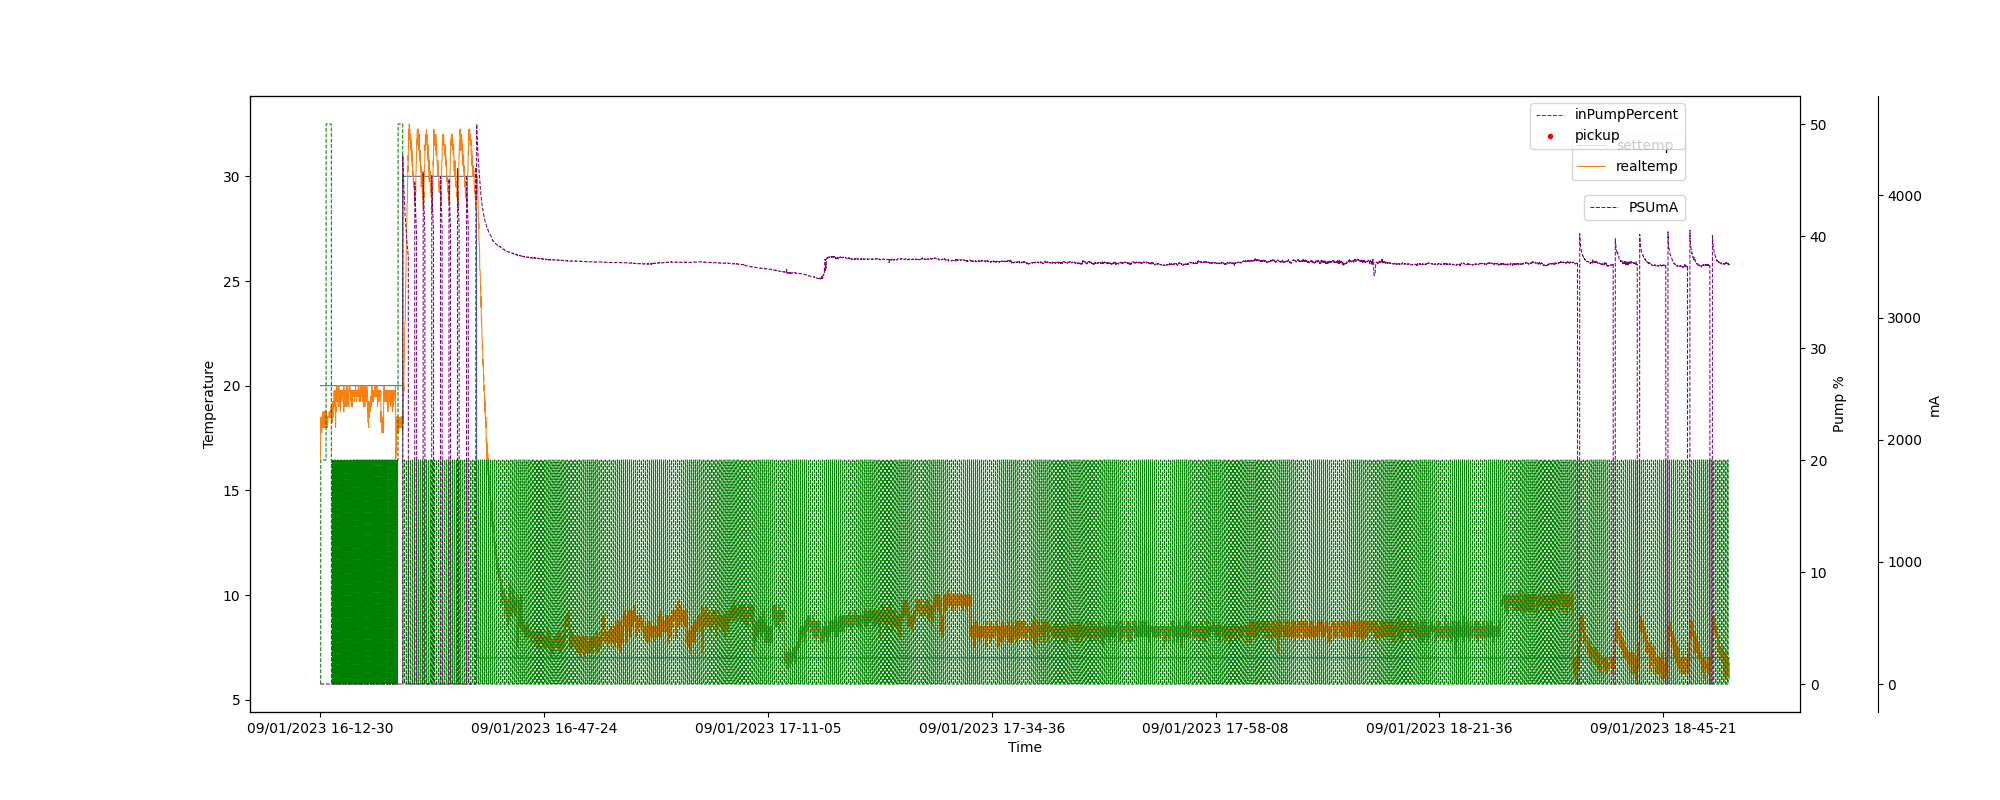 inPumpPercent
pickup
settemp
realtemp
PSUmA
30
25
20
15
10
5
Temperature
50
40
30
20
10
0
Pump %
4000
3000
2000
1000
0
mA
09/01/2023 16-12-30
09/01/2023 16-47-24
09/01/2023 17-11-05
09/01/2023 17-34-36
09/01/2023 17-58-08
09/01/2023 18-21-36
09/01/2023 18-45-21
Time